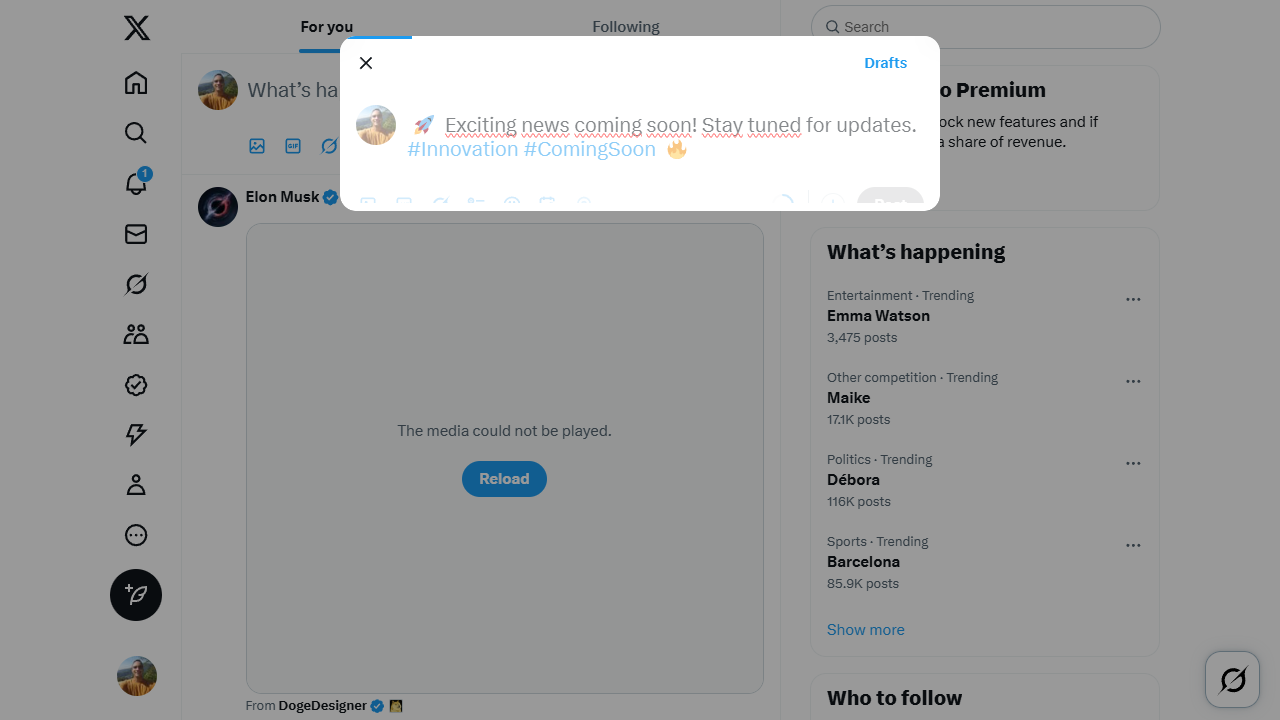 For you
Following
Search
What's ha
Drafts
🚀 Exciting news coming soon! Stay tuned for updates.
#Innovation #ComingSoon 🔥
GIF
1
Post
o Premium
ock new features and if
a share of revenue.
Elon Musk
The media could not be played.
Reload
From DogeDesigner
What's happening
Entertainment · Trending
Emma Watson
3,475 posts
Other competition · Trending
Maike
17.1K posts
Politics · Trending
Débora
116K posts
Sports · Trending
Barcelona
85.9K posts
Show more
Who to follow